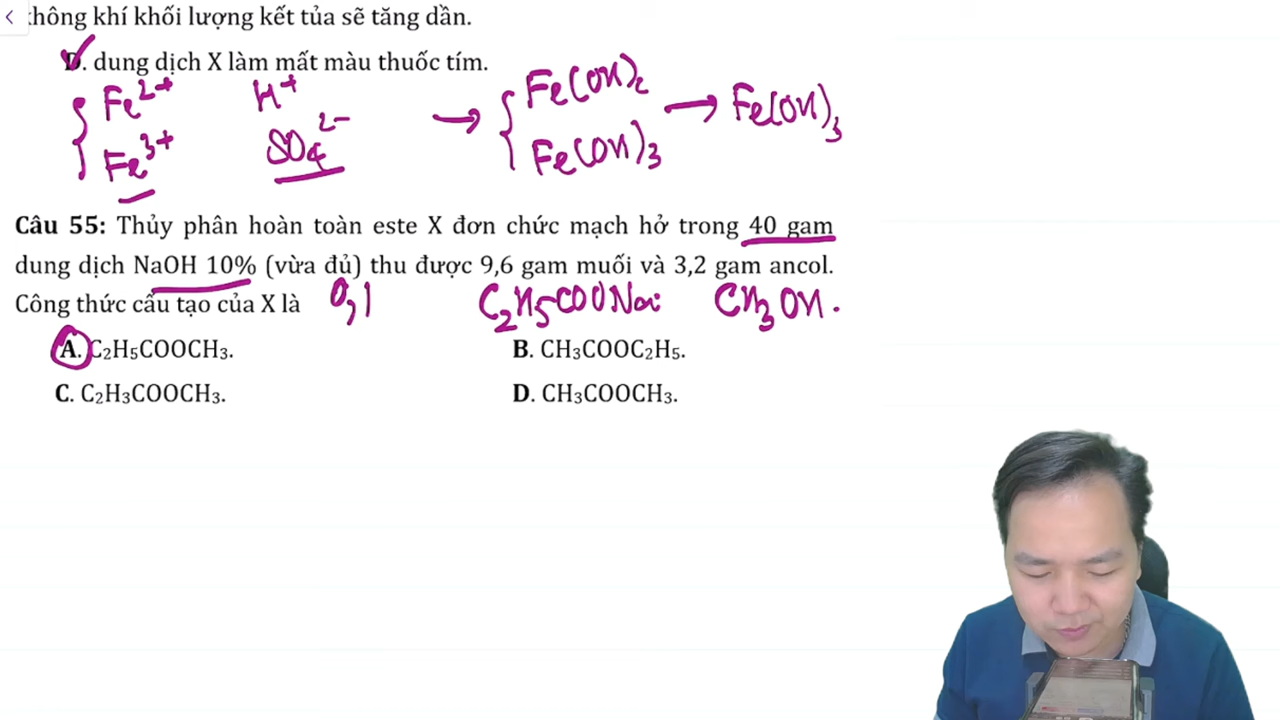 không khí khối lượng kết tủa sẽ tăng dần.
D. dung dịch X làm mất màu thuốc tím.
Fe²⁺ H⁺ Fe(OH)₂
Fe³⁺ SO₄²⁻ → Fe(OH)₃ → Fe(OH)₃
Câu 55: Thủy phân hoàn toàn este X đơn chức mạch hở trong 40 gam
dung dịch NaOH 10% (vừa đủ) thu được 9,6 gam muối và 3,2 gam ancol.
Công thức cấu tạo của X là 0,1 C₂H₅COONa CH₃OH.
A. C₂H₅COOCH₃. B. CH₃COOC₂H₅.
C. C₂H₃COOCH₃. D. CH₃COOCH₃.